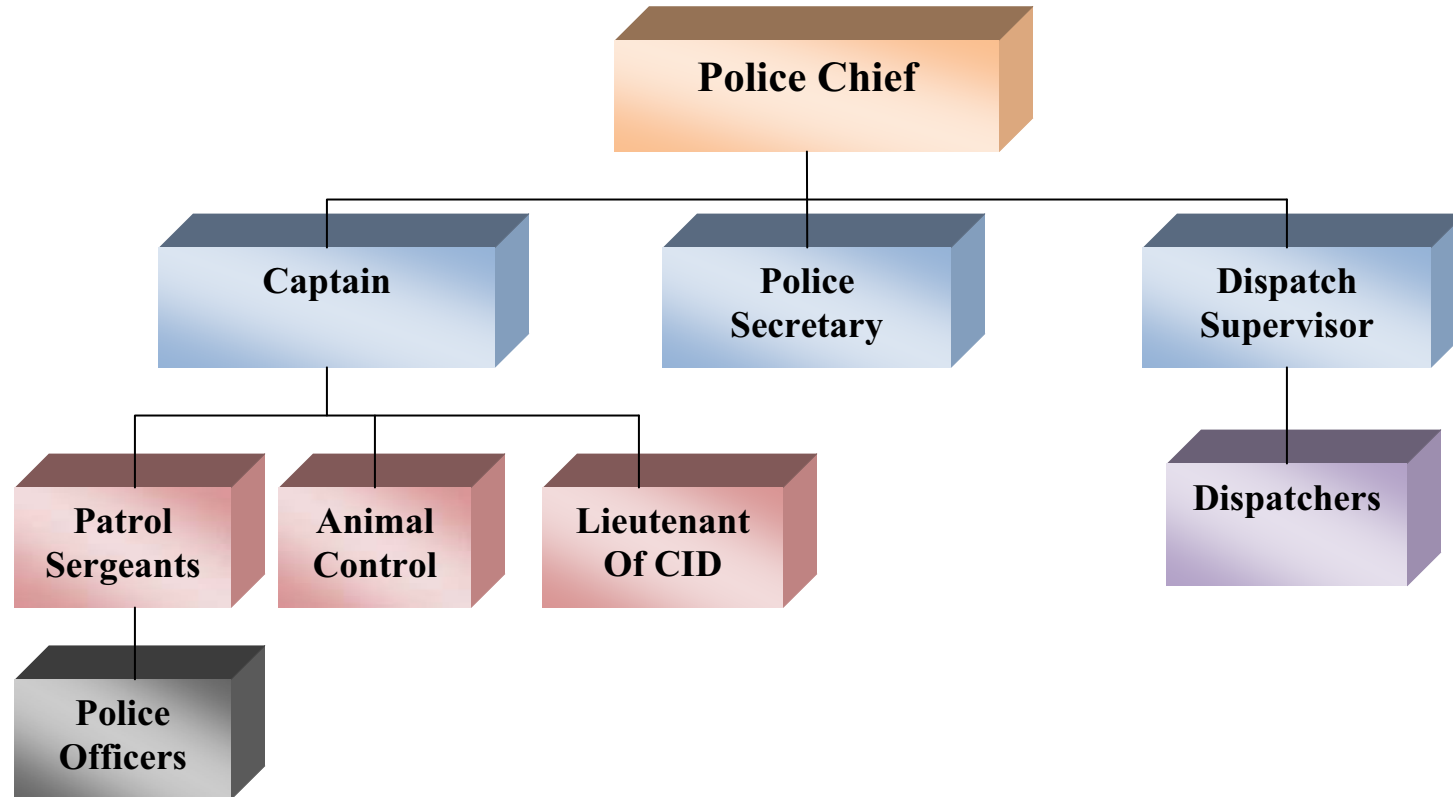 Police Chief
Captain
Police
Secretary
Dispatch
Supervisor
Patrol
Sergeants
Animal
Control
Lieutenant
Of CID
Dispatchers
Police
Officers